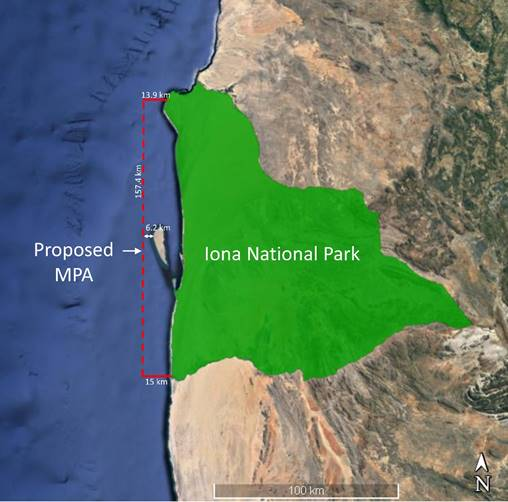 13.9 km
157.4 km
6.2 km
Proposed
MPA
Iona National Park
15 km
100 km
N